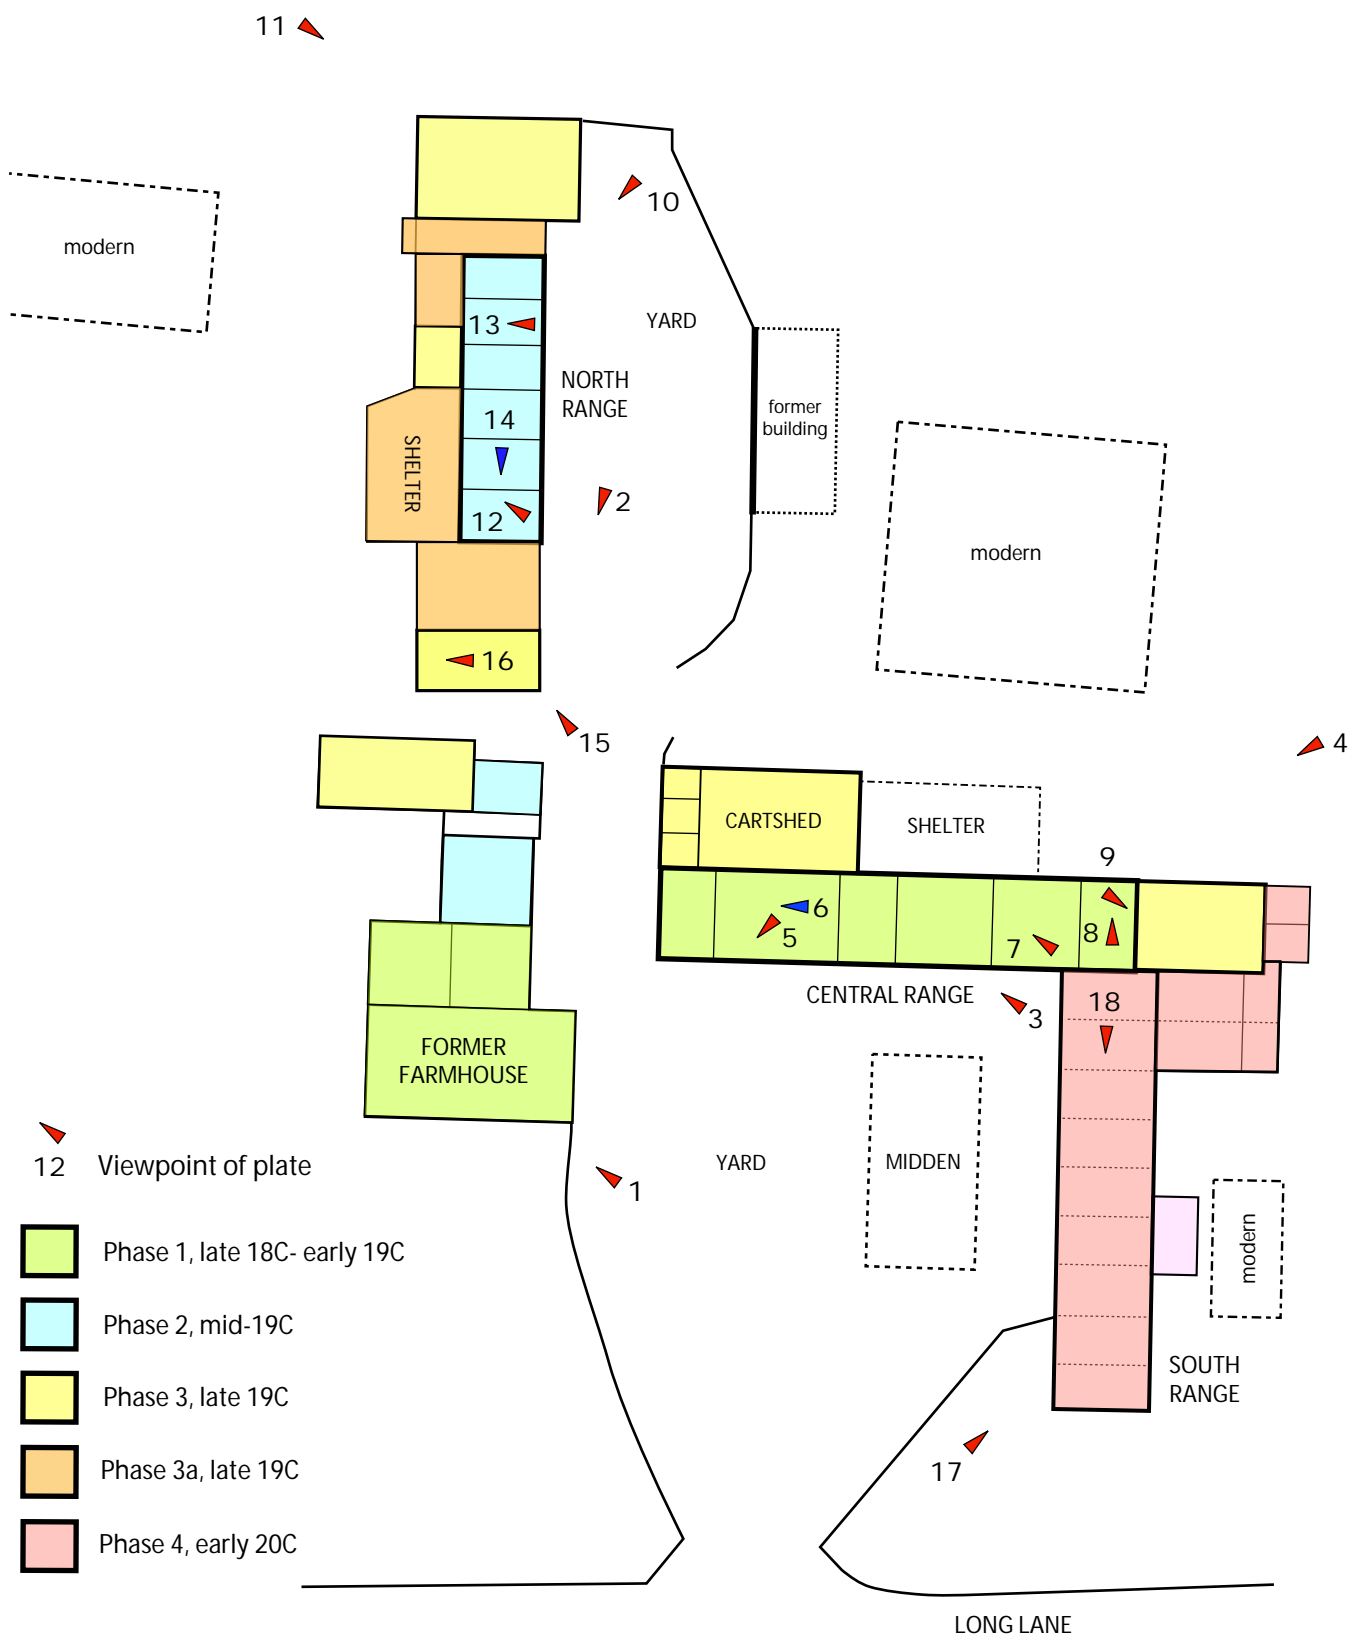 11
10
modern
YARD
13
NORTH
RANGE
former
building
14
SHELTER
2
12
modern
16
15
4
CARTSHED
SHELTER
9
6
5
8
7
CENTRAL RANGE
18
3
FORMER
FARMHOUSE
12 Viewpoint of plate
YARD
MIDDEN
1
modern
Phase 1, late 18C- early 19C
Phase 2, mid-19C
Phase 3, late 19C
SOUTH
RANGE
Phase 3a, late 19C
17
Phase 4, early 20C
LONG LANE